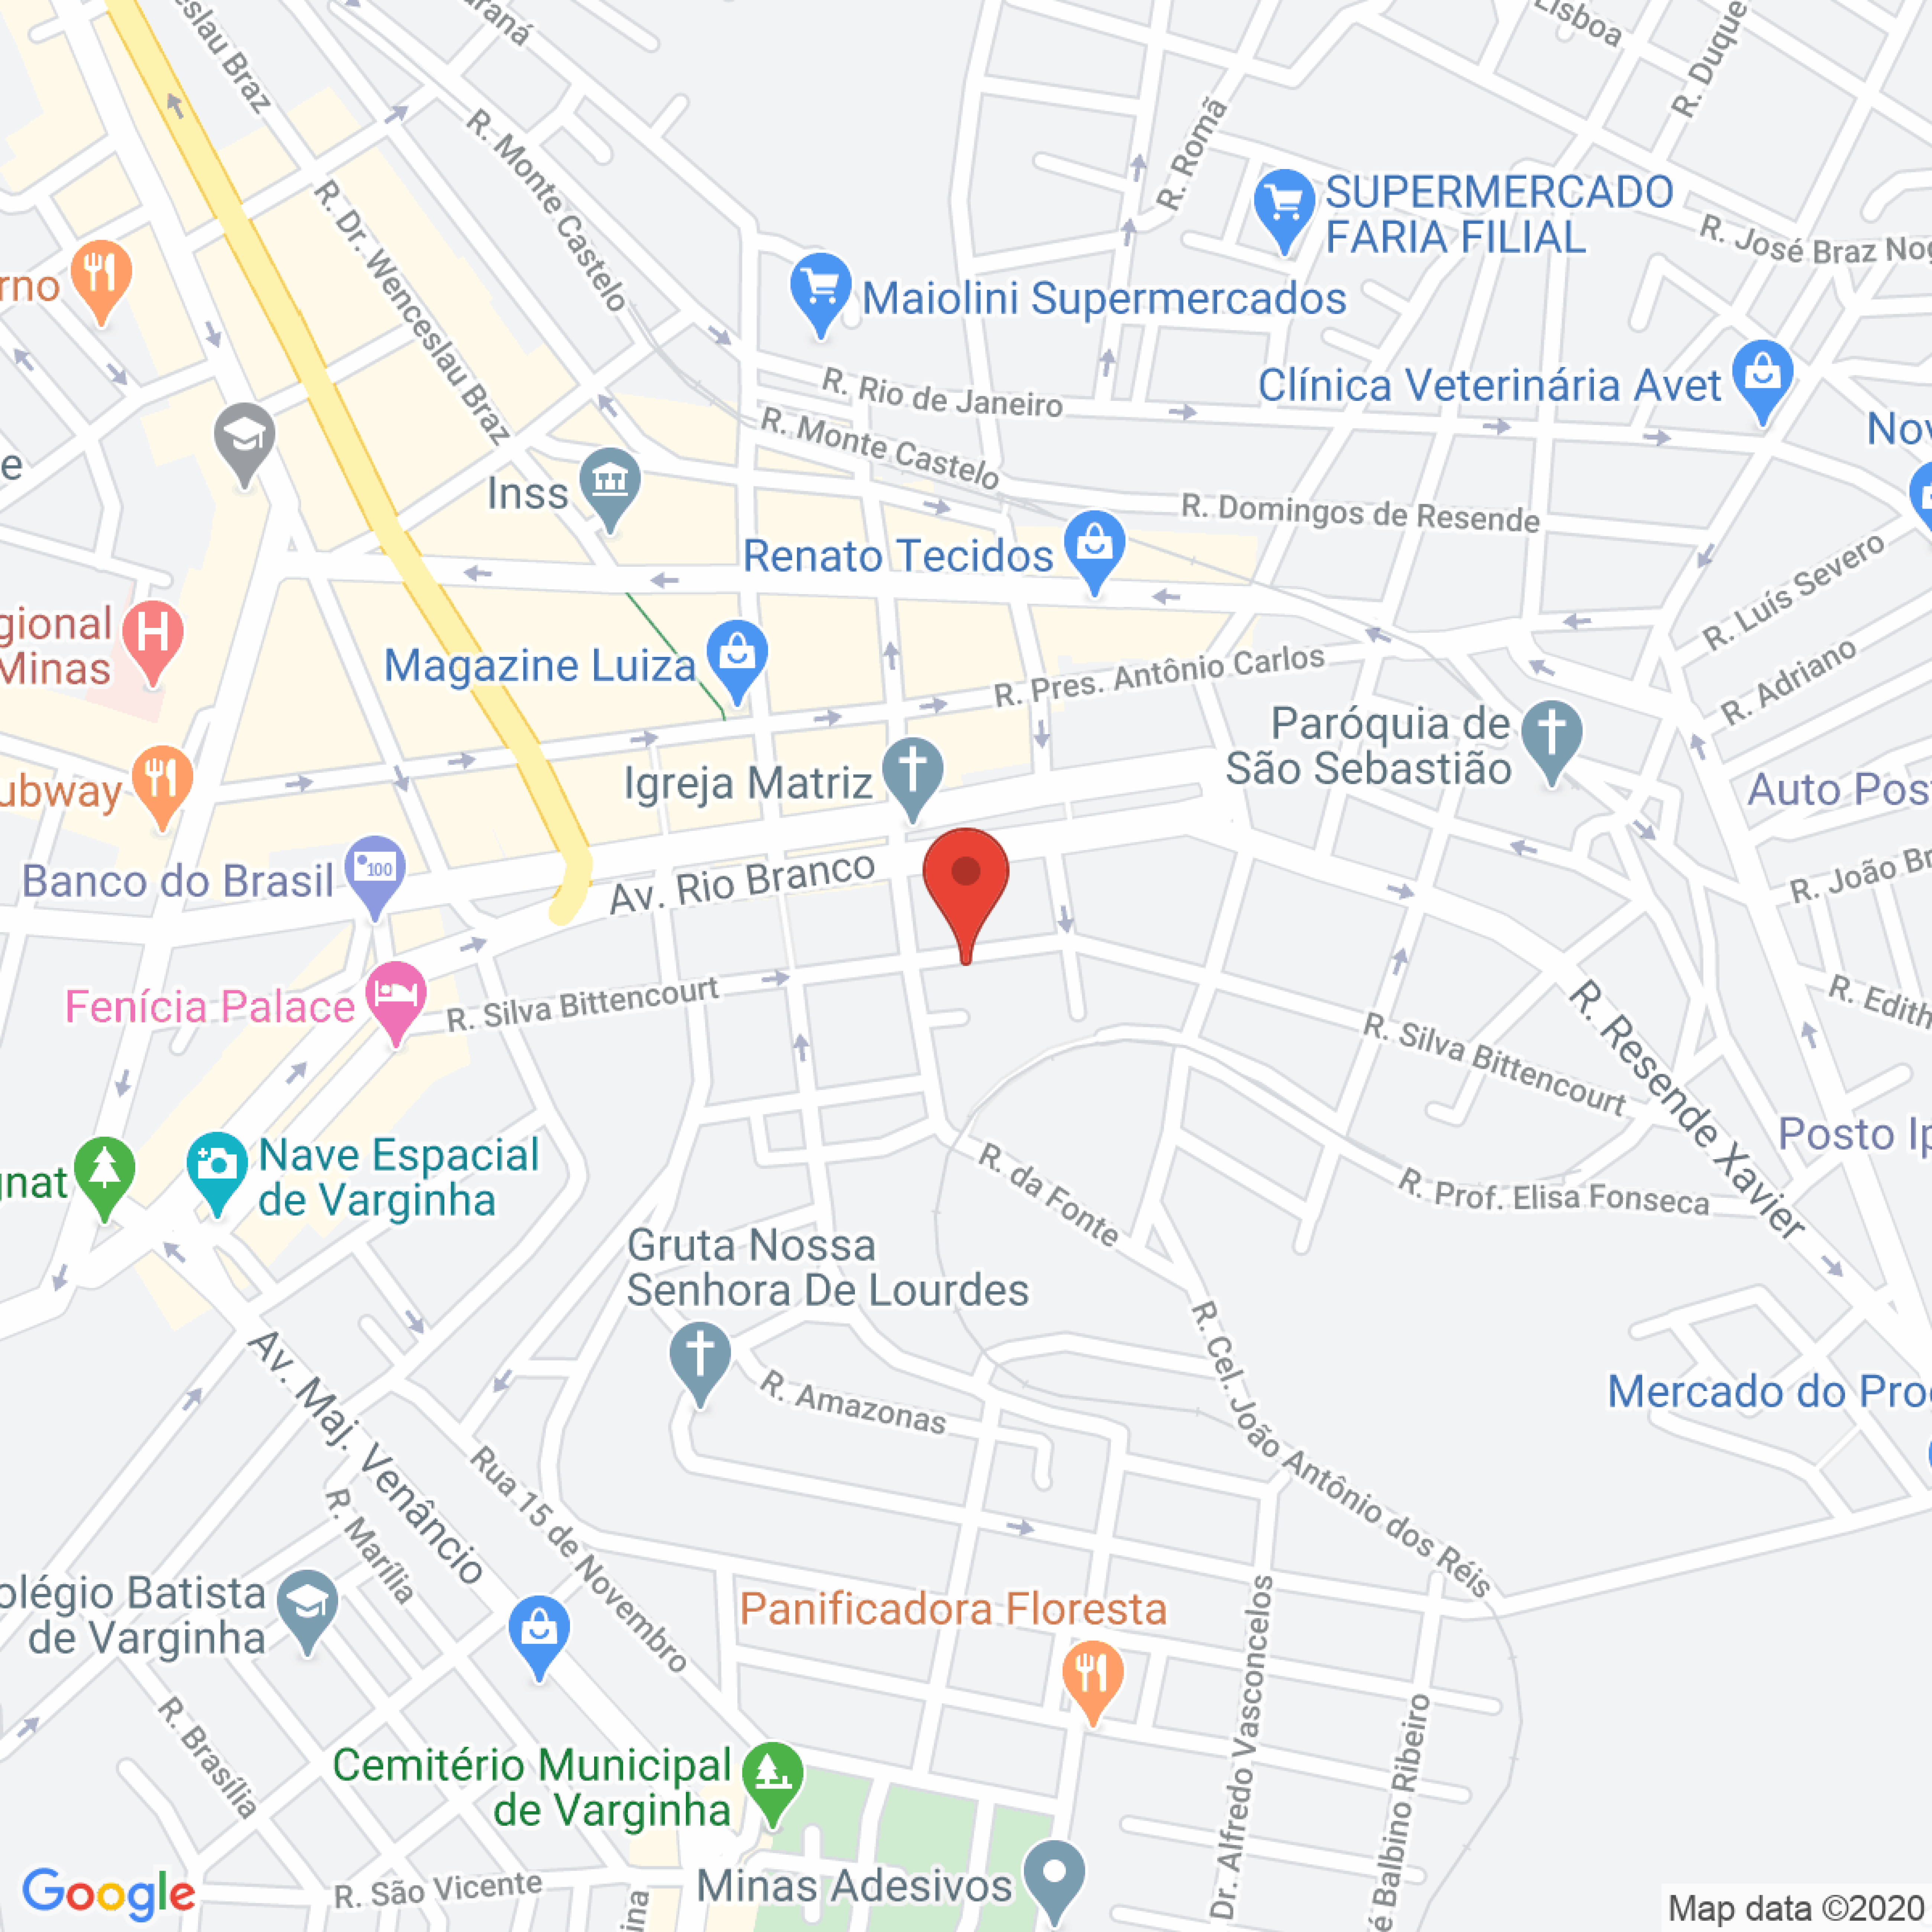 eslau Braz
raná
Lisboa
R. Duque
R. Monte Castelo
R. Romã
SUPERMERCADO
FARIA FILIAL
R. José Braz Nog
R. Dr. Wenceslau Braz
rno
Maiolini Supermercados
R. Rio de Janeiro
Clínica Veterinária Avet
Nov
R. Monte Castelo
e
Inss
R. Domingos de Resende
Renato Tecidos
R. Luís Severo
gional
Minas
Magazine Luiza
R. Pres. Antônio Carlos
R. Adriano
Paróquia de
São Sebastião
Igreja Matriz
ubway
Auto Pos
Banco do Brasil
100
Av. Rio Branco
R. João Br
Fenícia Palace
R. Silva Bittencourt
R. Edith
R. Silva Bittencourt
R. Resende Xavier
Posto Ip
Nave Espacial
de Varginha
gnat
R. da Fonte
R. Prof. Elisa Fonseca
Gruta Nossa
Senhora De Lourdes
R. Cel. João Antônio dos Réis
Av. Maj. Venâncio
R. Amazonas
Mercado do Pro
Rua 15 de Novembro
R. Marília
olégio Batista
de Varginha
Panificadora Floresta
R. Brasília
Dr. Alfredo Vasconcelos
é Balbino Ribeiro
Cemitério Municipal
de Varginha
R. São Vicente
ina
Minas Adesivos
Google
Map data ©2020